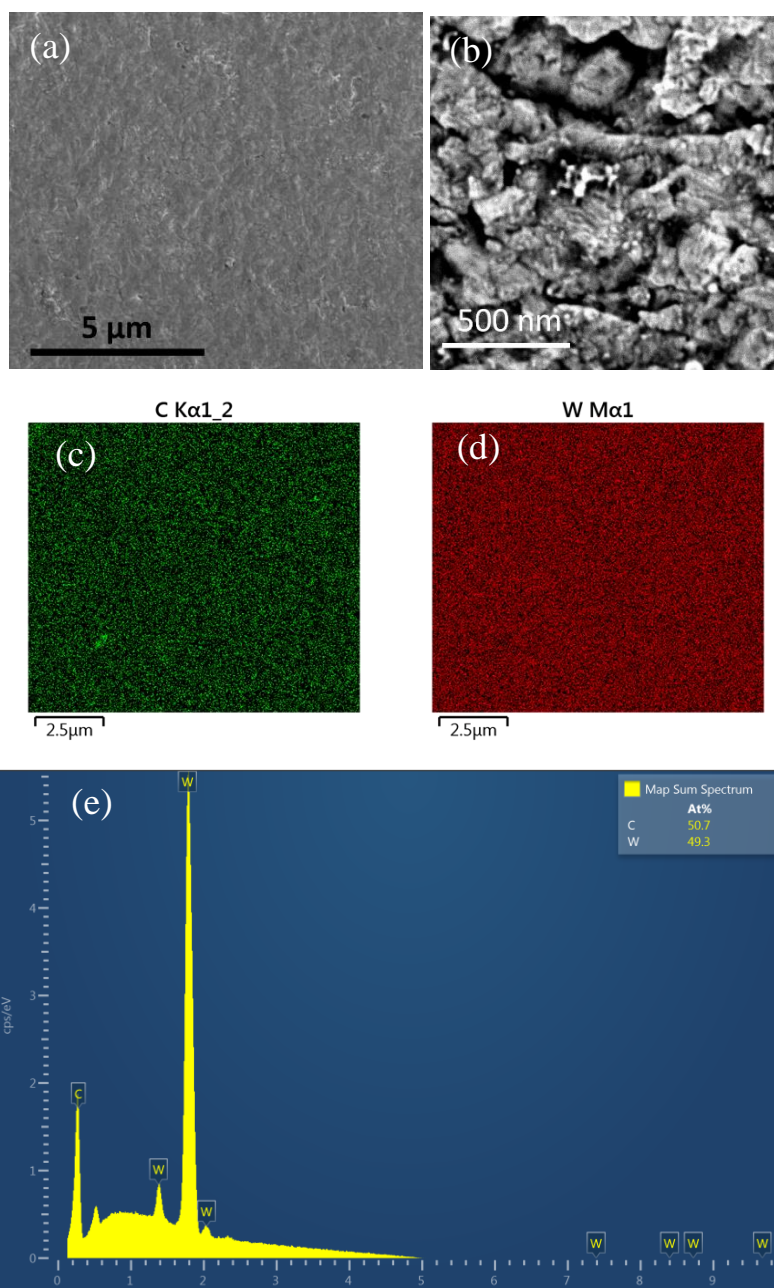 (a)
(b)
5 µm
500 nm
C Kα1_2
W Mα1
(c)
(d)
2.5µm
2.5µm
(e)
W
Map Sum Spectrum
At%
C 50.7
W 49.3
5
4
3
cps/eV
2
C
1
W
W
W
W
W
W
0
0 1 2 3 4 5 6 7 8 9